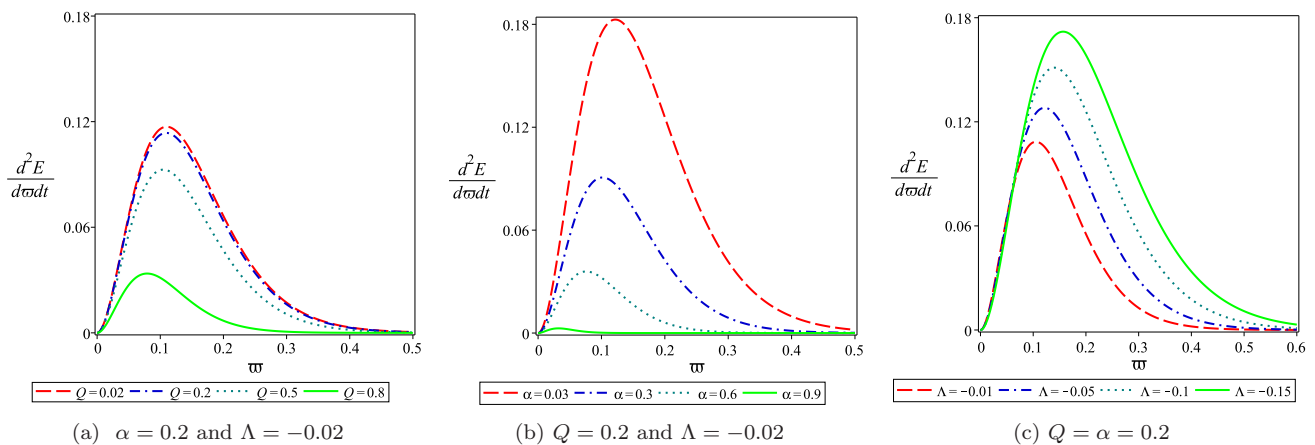 0.18
0.12
d²E
dϖdt
0.06
0
0 0.1 0.2 0.3 0.4 0.5
ϖ
Q = 0.02 Q = 0.2 Q = 0.5 Q = 0.8
(a) α = 0.2 and Λ = −0.02
0.18
0.12
d²E
dϖdt
0.06
0
0 0.1 0.2 0.3 0.4 0.5
ϖ
α = 0.03 α = 0.3 α = 0.6 α = 0.9
(b) Q = 0.2 and Λ = −0.02
0.18
0.12
d²E
dϖdt
0.06
0
0 0.1 0.2 0.3 0.4 0.5 0.6
ϖ
Λ = −0.01 Λ = −0.05 Λ = −0.1 Λ = −0.15
(c) Q = α = 0.2